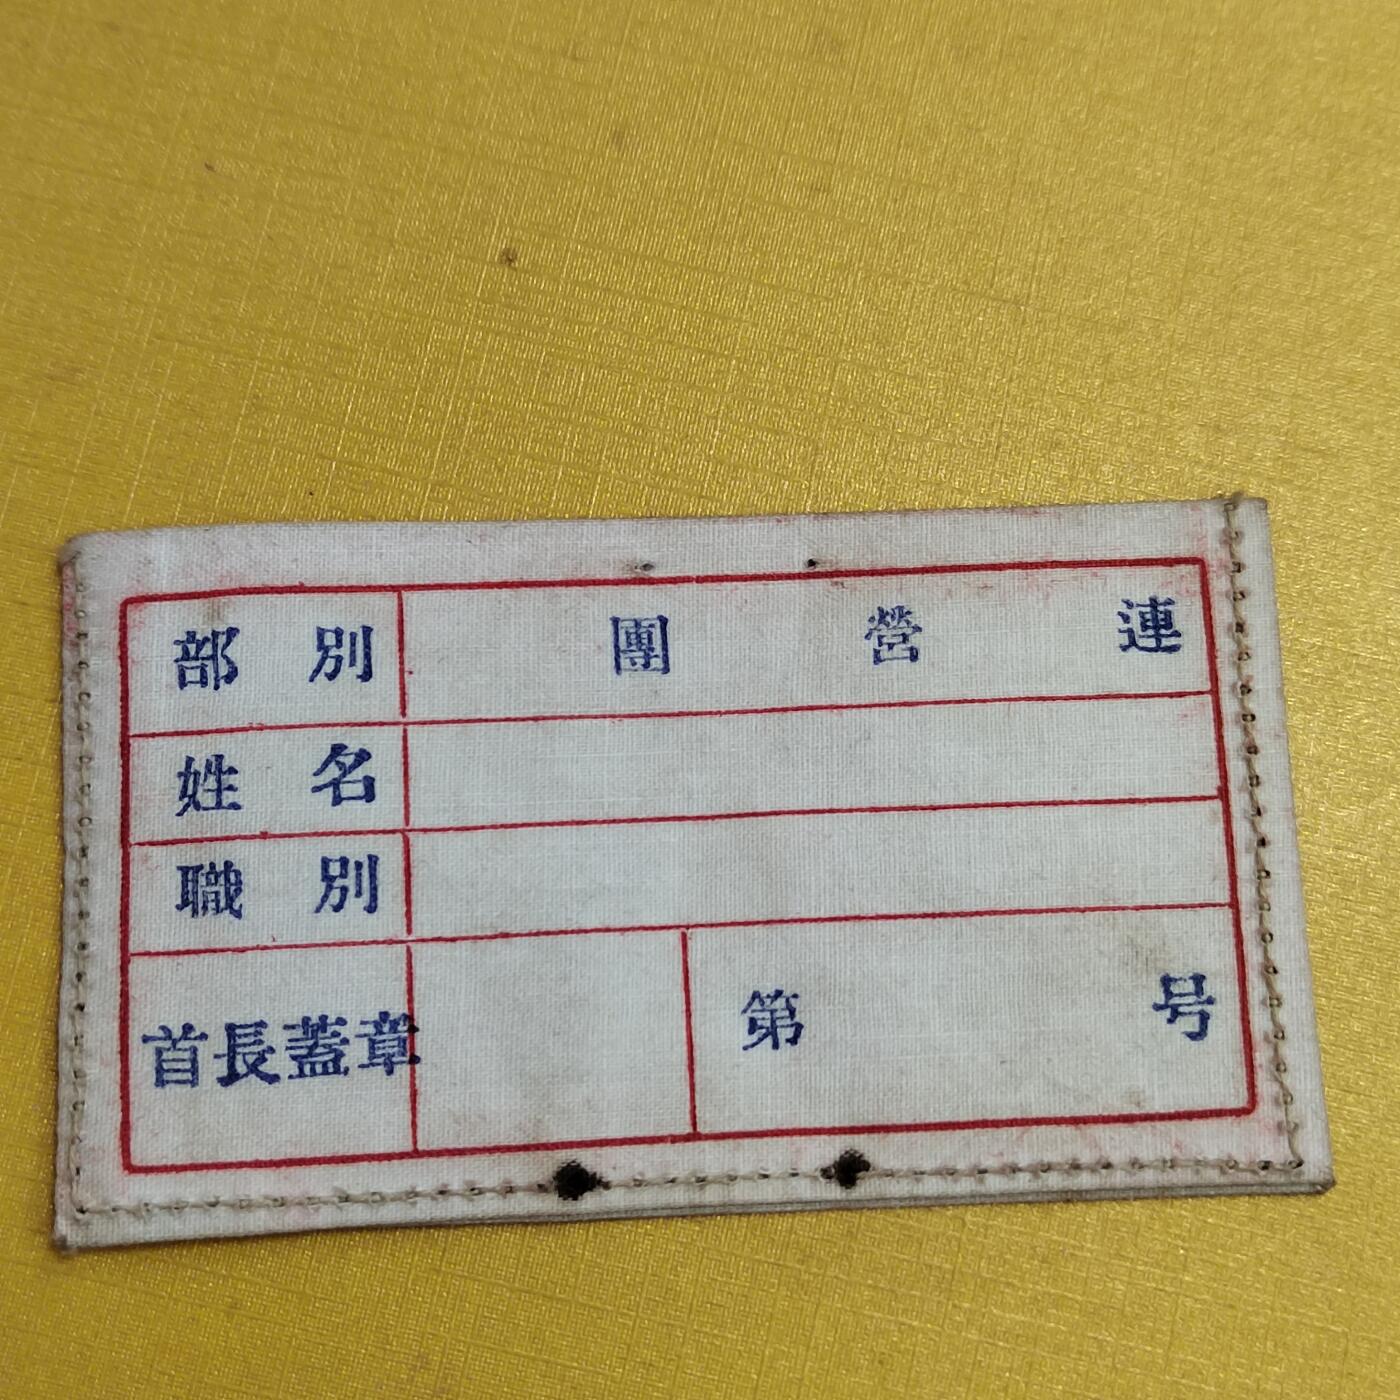 部別 團 營 連
姓名
職別
首長蓋章 第 号